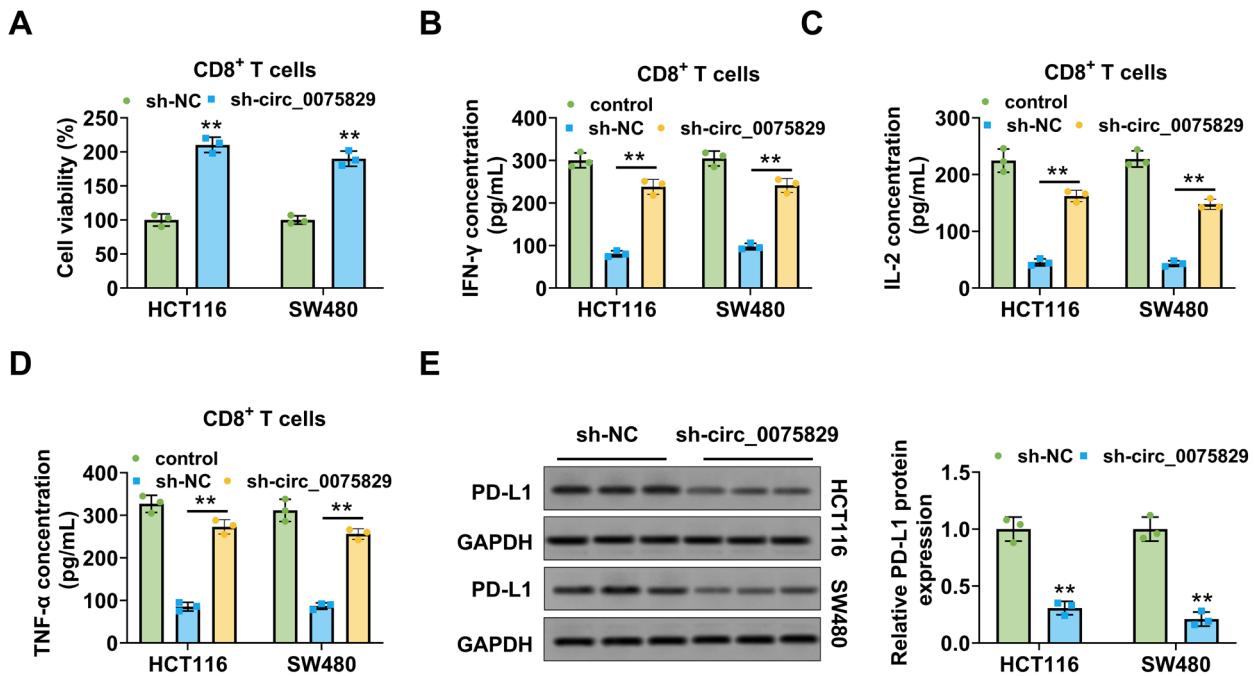 A
CD8+ T cells
sh-NC sh-circ_0075829
Cell viability (%)
250
200
150
100
50
0
** **
HCT116 SW480
B
CD8+ T cells
control
sh-NC sh-circ_0075829
IFN-γ concentration
(pg/mL)
400
300
200
100
0
** **
HCT116 SW480
C
CD8+ T cells
control
sh-NC sh-circ_0075829
IL-2 concentration
(pg/mL)
300
200
100
0
** **
HCT116 SW480
D
CD8+ T cells
control
sh-NC sh-circ_0075829
TNF-α concentration
(pg/mL)
400
300
200
100
0
** **
HCT116 SW480
E
sh-NC sh-circ_0075829
PD-L1
GAPDH
HCT116
PD-L1
GAPDH
SW480
sh-NC sh-circ_0075829
Relative PD-L1 protein
expression
1.5
1.0
0.5
0.0
** **
HCT116 SW480